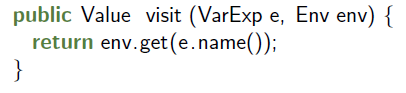 public Value visit (VarExp e, Env env) {
return env.get(e.name());
}